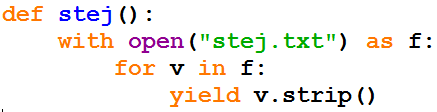 def stej():
    with open("stej.txt") as f:
        for v in f:
            yield v.strip()